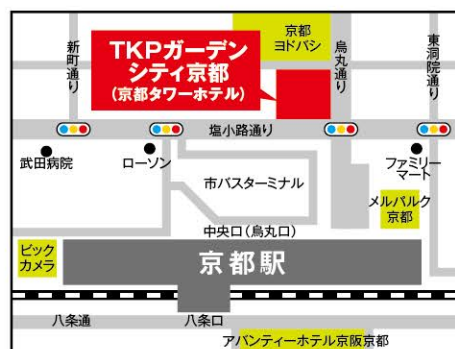 京都
ヨドバシ
新町通り
TKPガーデン
シティ京都
(京都タワーホテル)
烏丸通り
東洞院通り
塩小路通り
武田病院
ローソン
ファミリー
マート
市バスターミナル
メルパルク
京都
中央口(烏丸口)
ビック
カメラ
京都駅
八条通
八条口
アバンティーホテル京阪京都